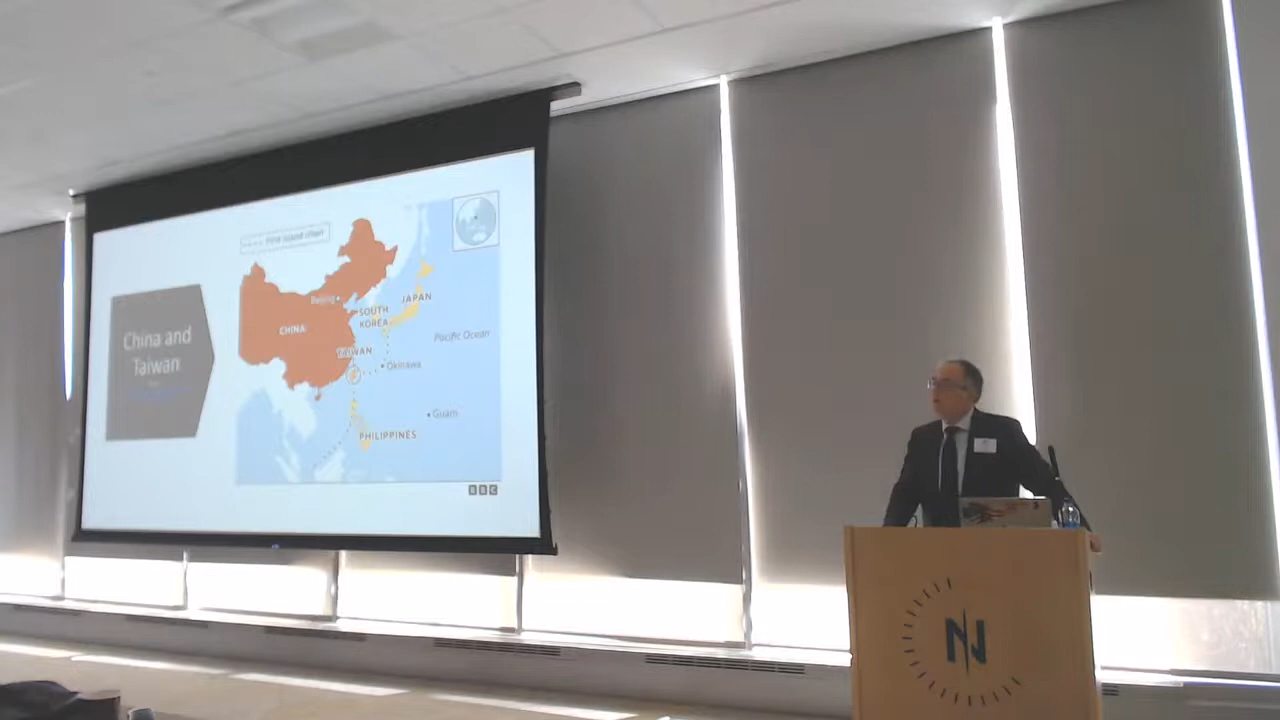 China and
Taiwan
First island chain
Beijing
CHINA
SOUTH
KOREA
JAPAN
Pacific Ocean
TAIWAN
Okinawa
Guam
PHILIPPINES
BBC
NJ